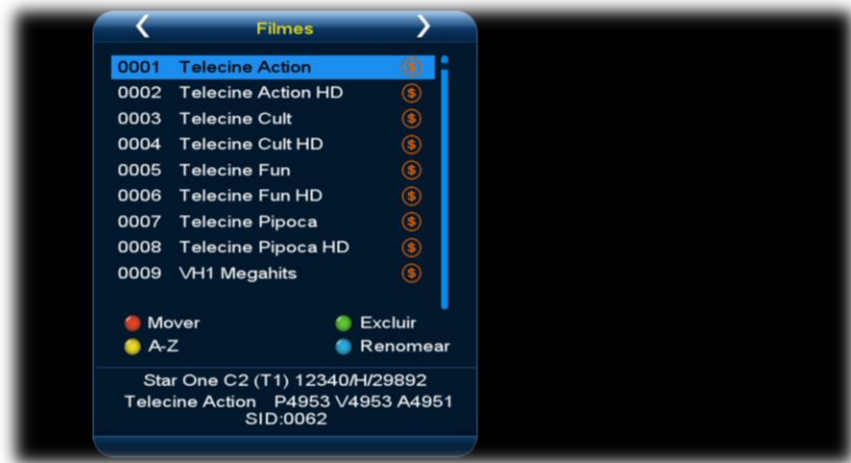 Filmes
0001 Telecine Action $
0002 Telecine Action HD $
0003 Telecine Cult $
0004 Telecine Cult HD $
0005 Telecine Fun $
0006 Telecine Fun HD $
0007 Telecine Pipoca $
0008 Telecine Pipoca HD $
0009 VH1 Megahits $
Mover Excluir
A-Z Renomear
Star One C2 (T1) 12340/H/29892
Telecine Action P4953 V4953 A4951
SID:0062